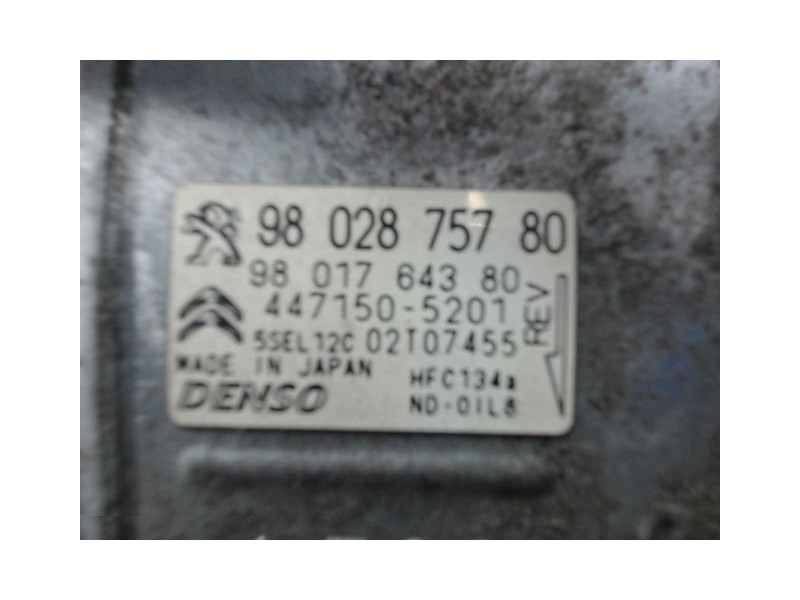 98 028 757 80
98 017 643 80
447150-5201
5SEL12C 02T07455
REV
MADE IN JAPAN HFC134a
DENSO ND-OIL8